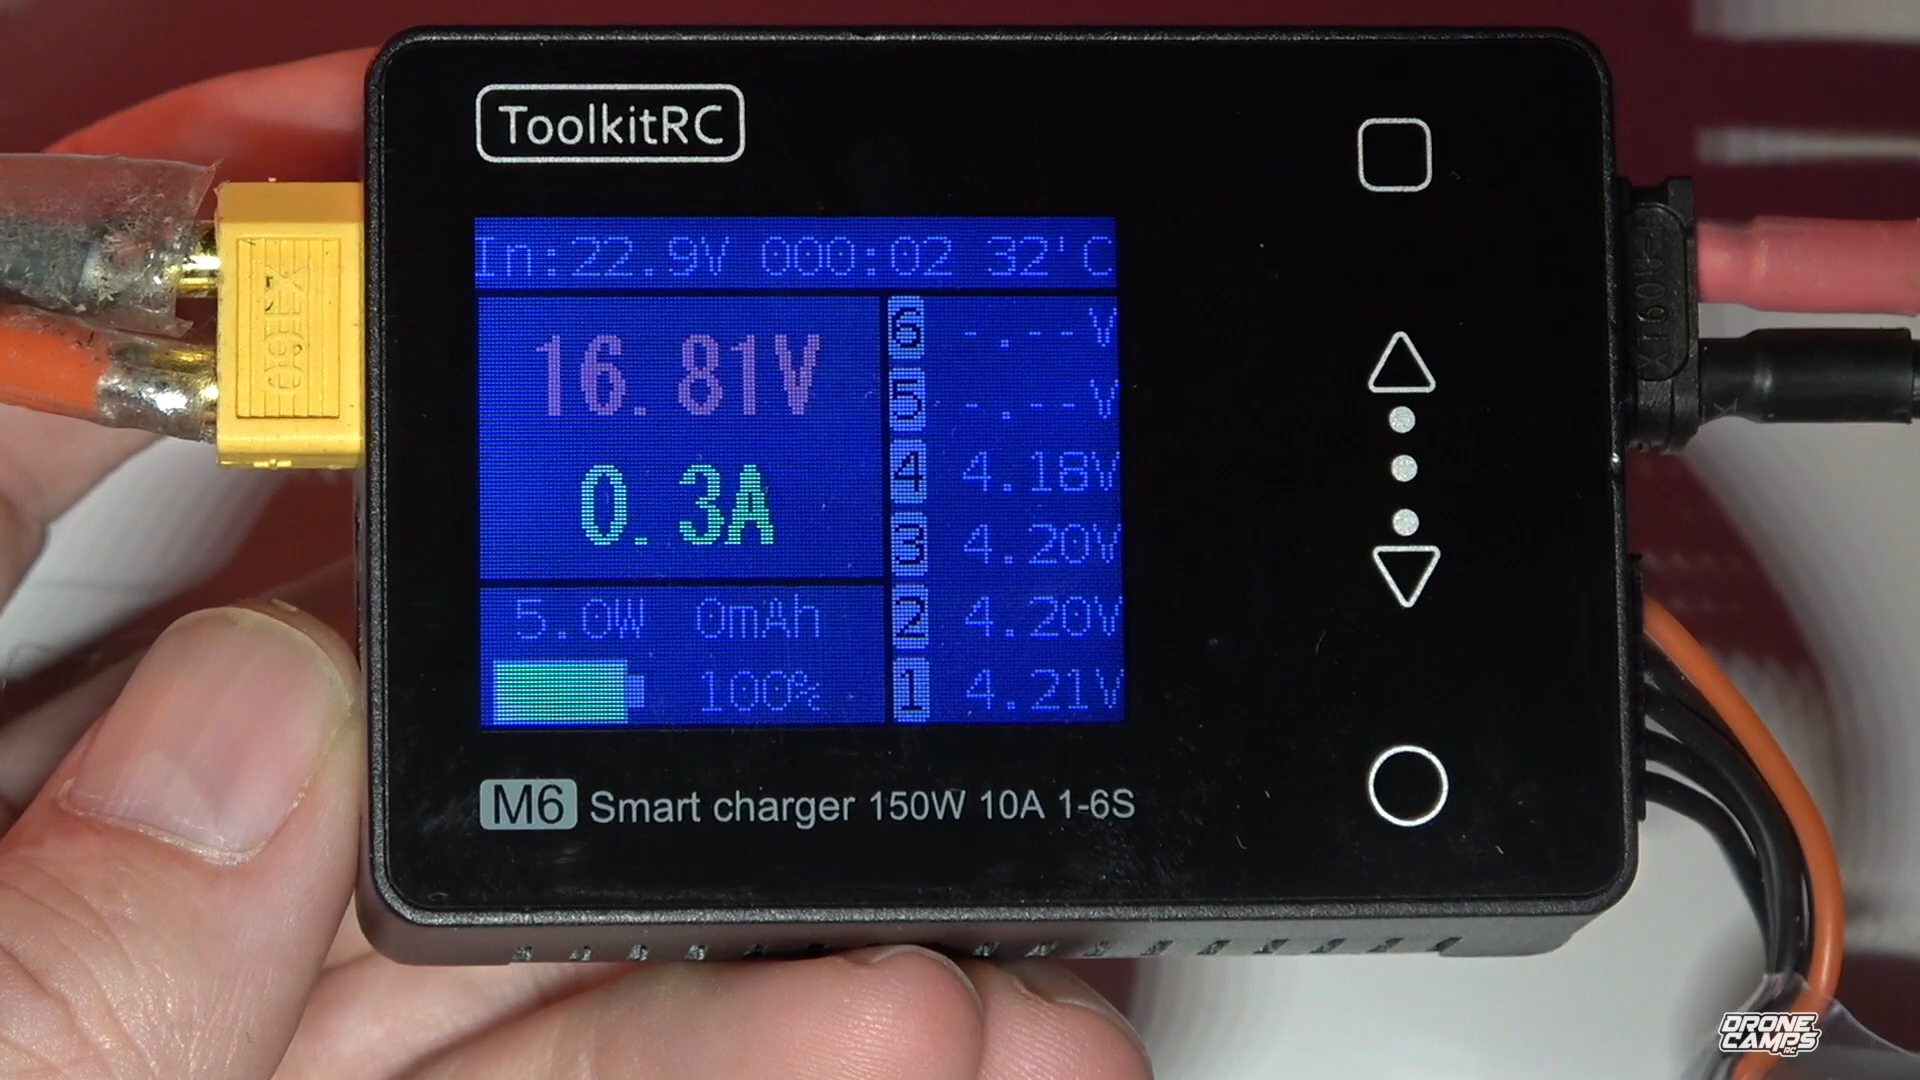 ToolkitRC
In:22.9V 000:02 32'C
16.81V
0.3A
5.0W 0mAh
100%
6 -.--V
5 -.--V
4 4.18V
3 4.20V
2 4.20V
1 4.21V
M6 Smart charger 150W 10A 1-6S
XT60
DRONE
CAMPS
RC